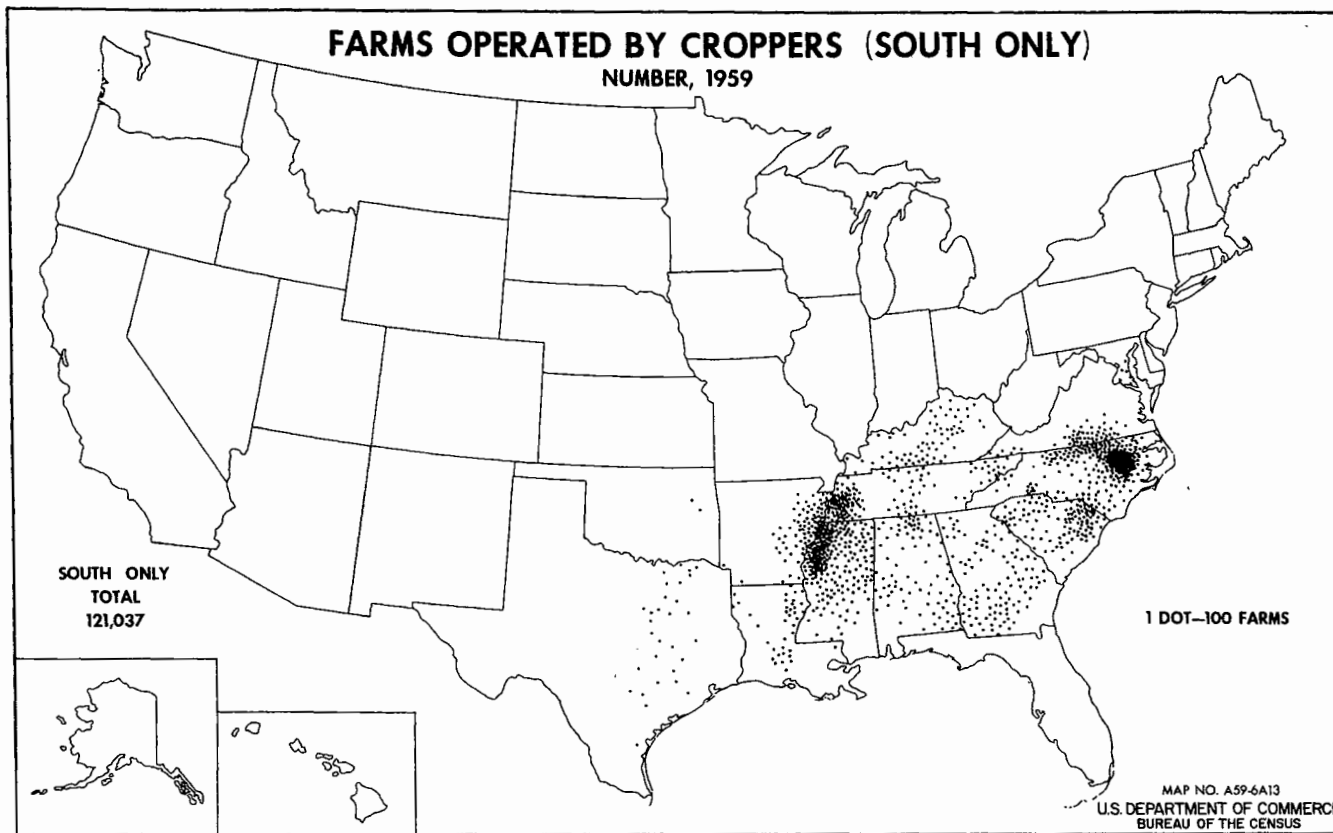 FARMS OPERATED BY CROPPERS (SOUTH ONLY)
NUMBER, 1959
SOUTH ONLY
TOTAL
121,037
1 DOT—100 FARMS
MAP NO. A59-6A13
U.S. DEPARTMENT OF COMMERC
BUREAU OF THE CENSUS